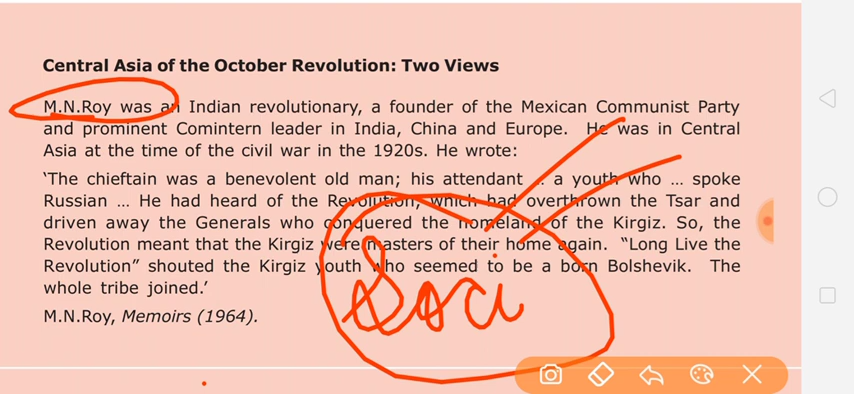 Central Asia of the October Revolution: Two Views
M.N.Roy was an Indian revolutionary, a founder of the Mexican Communist Party
and prominent Comintern leader in India, China and Europe. He was in Central
Asia at the time of the civil war in the 1920s. He wrote:
‘The chieftain was a benevolent old man; his attendant … a youth who … spoke
Russian … He had heard of the Revolution, which had overthrown the Tsar and
driven away the Generals who conquered the homeland of the Kirgiz. So, the
Revolution meant that the Kirgiz were masters of their home again. “Long Live the
Revolution” shouted the Kirgiz youth who seemed to be a born Bolshevik. The
whole tribe joined.’
Soci
M.N.Roy, Memoirs (1964).